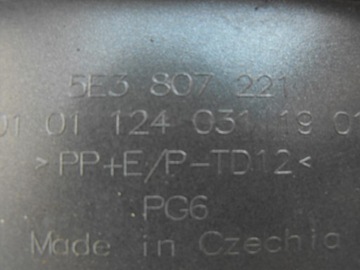 5E3 807 221
01 01 124 031 19 01
>PP+E/P-TD12<
PG6
Made in Czechia